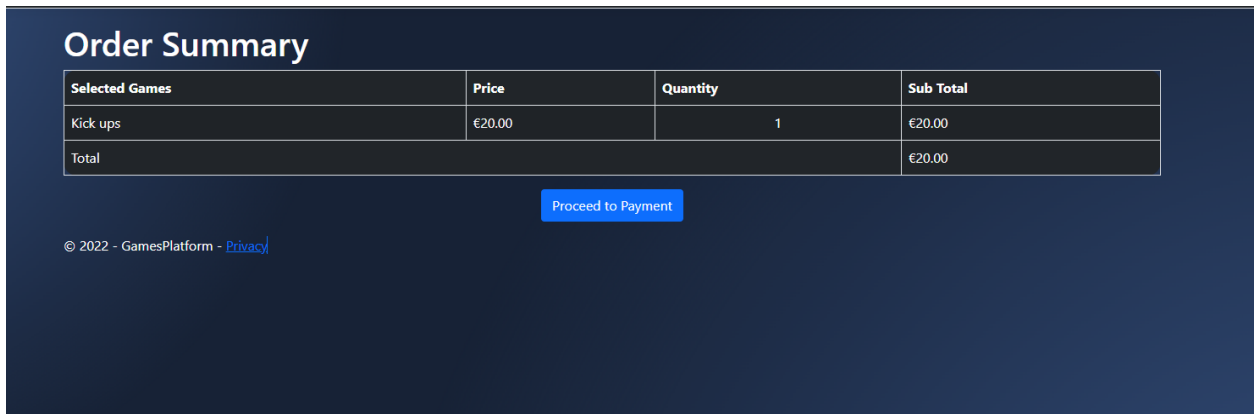 Order Summary
Selected Games Price Quantity Sub Total
Kick ups €20.00 1 €20.00
Total €20.00
Proceed to Payment
© 2022 - GamesPlatform - Privacy